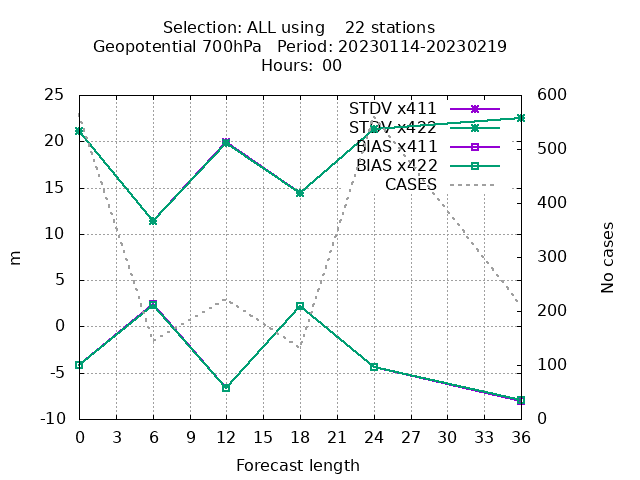 Selection: ALL using    22 stations
Geopotential 700hPa   Period: 20230114-20230219
Hours: 00
25
20
15
10
5
0
-5
-10
600
500
400
300
200
100
0
STDV x411
STDV x422
BIAS x411
BIAS x422
CASES
m
No cases
0 3 6 9 12 15 18 21 24 27 30 33 36
Forecast length